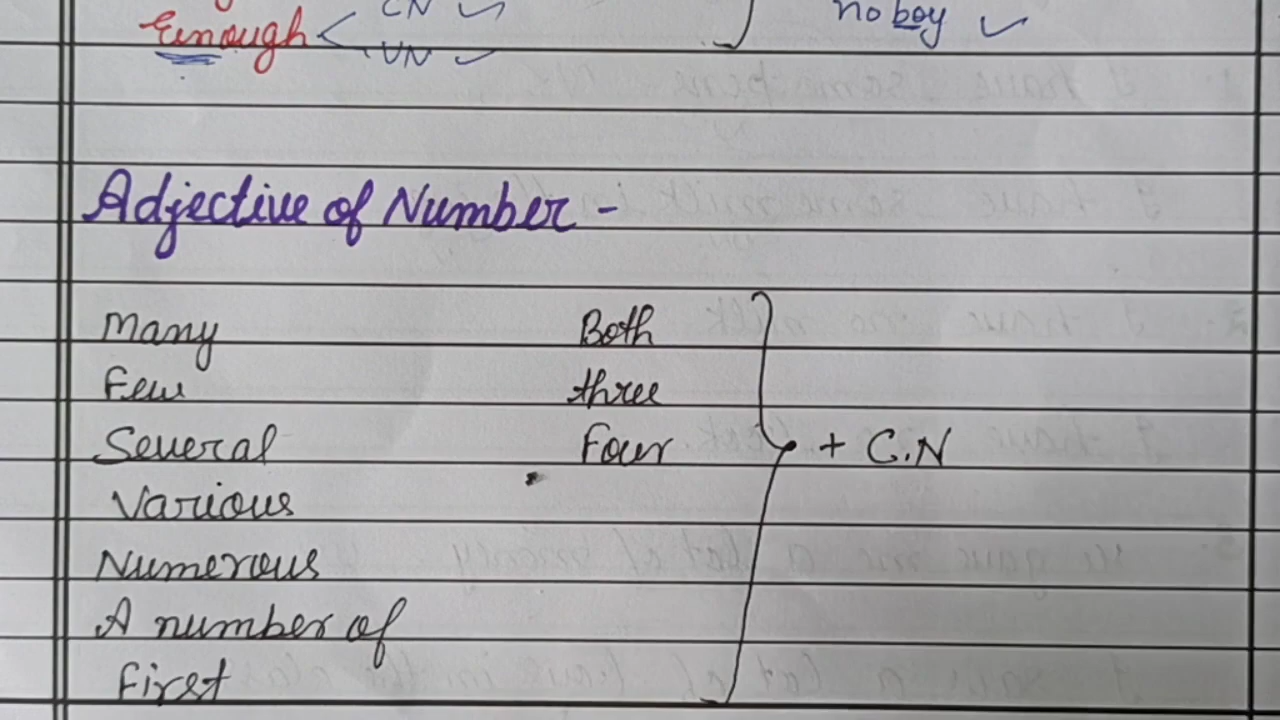 CN ✓ no boy ✓
Enough < UN ✓
Adjective of Number -
Many Both
Few three
Several Four + C.N
Various
Numerous
A number of
First